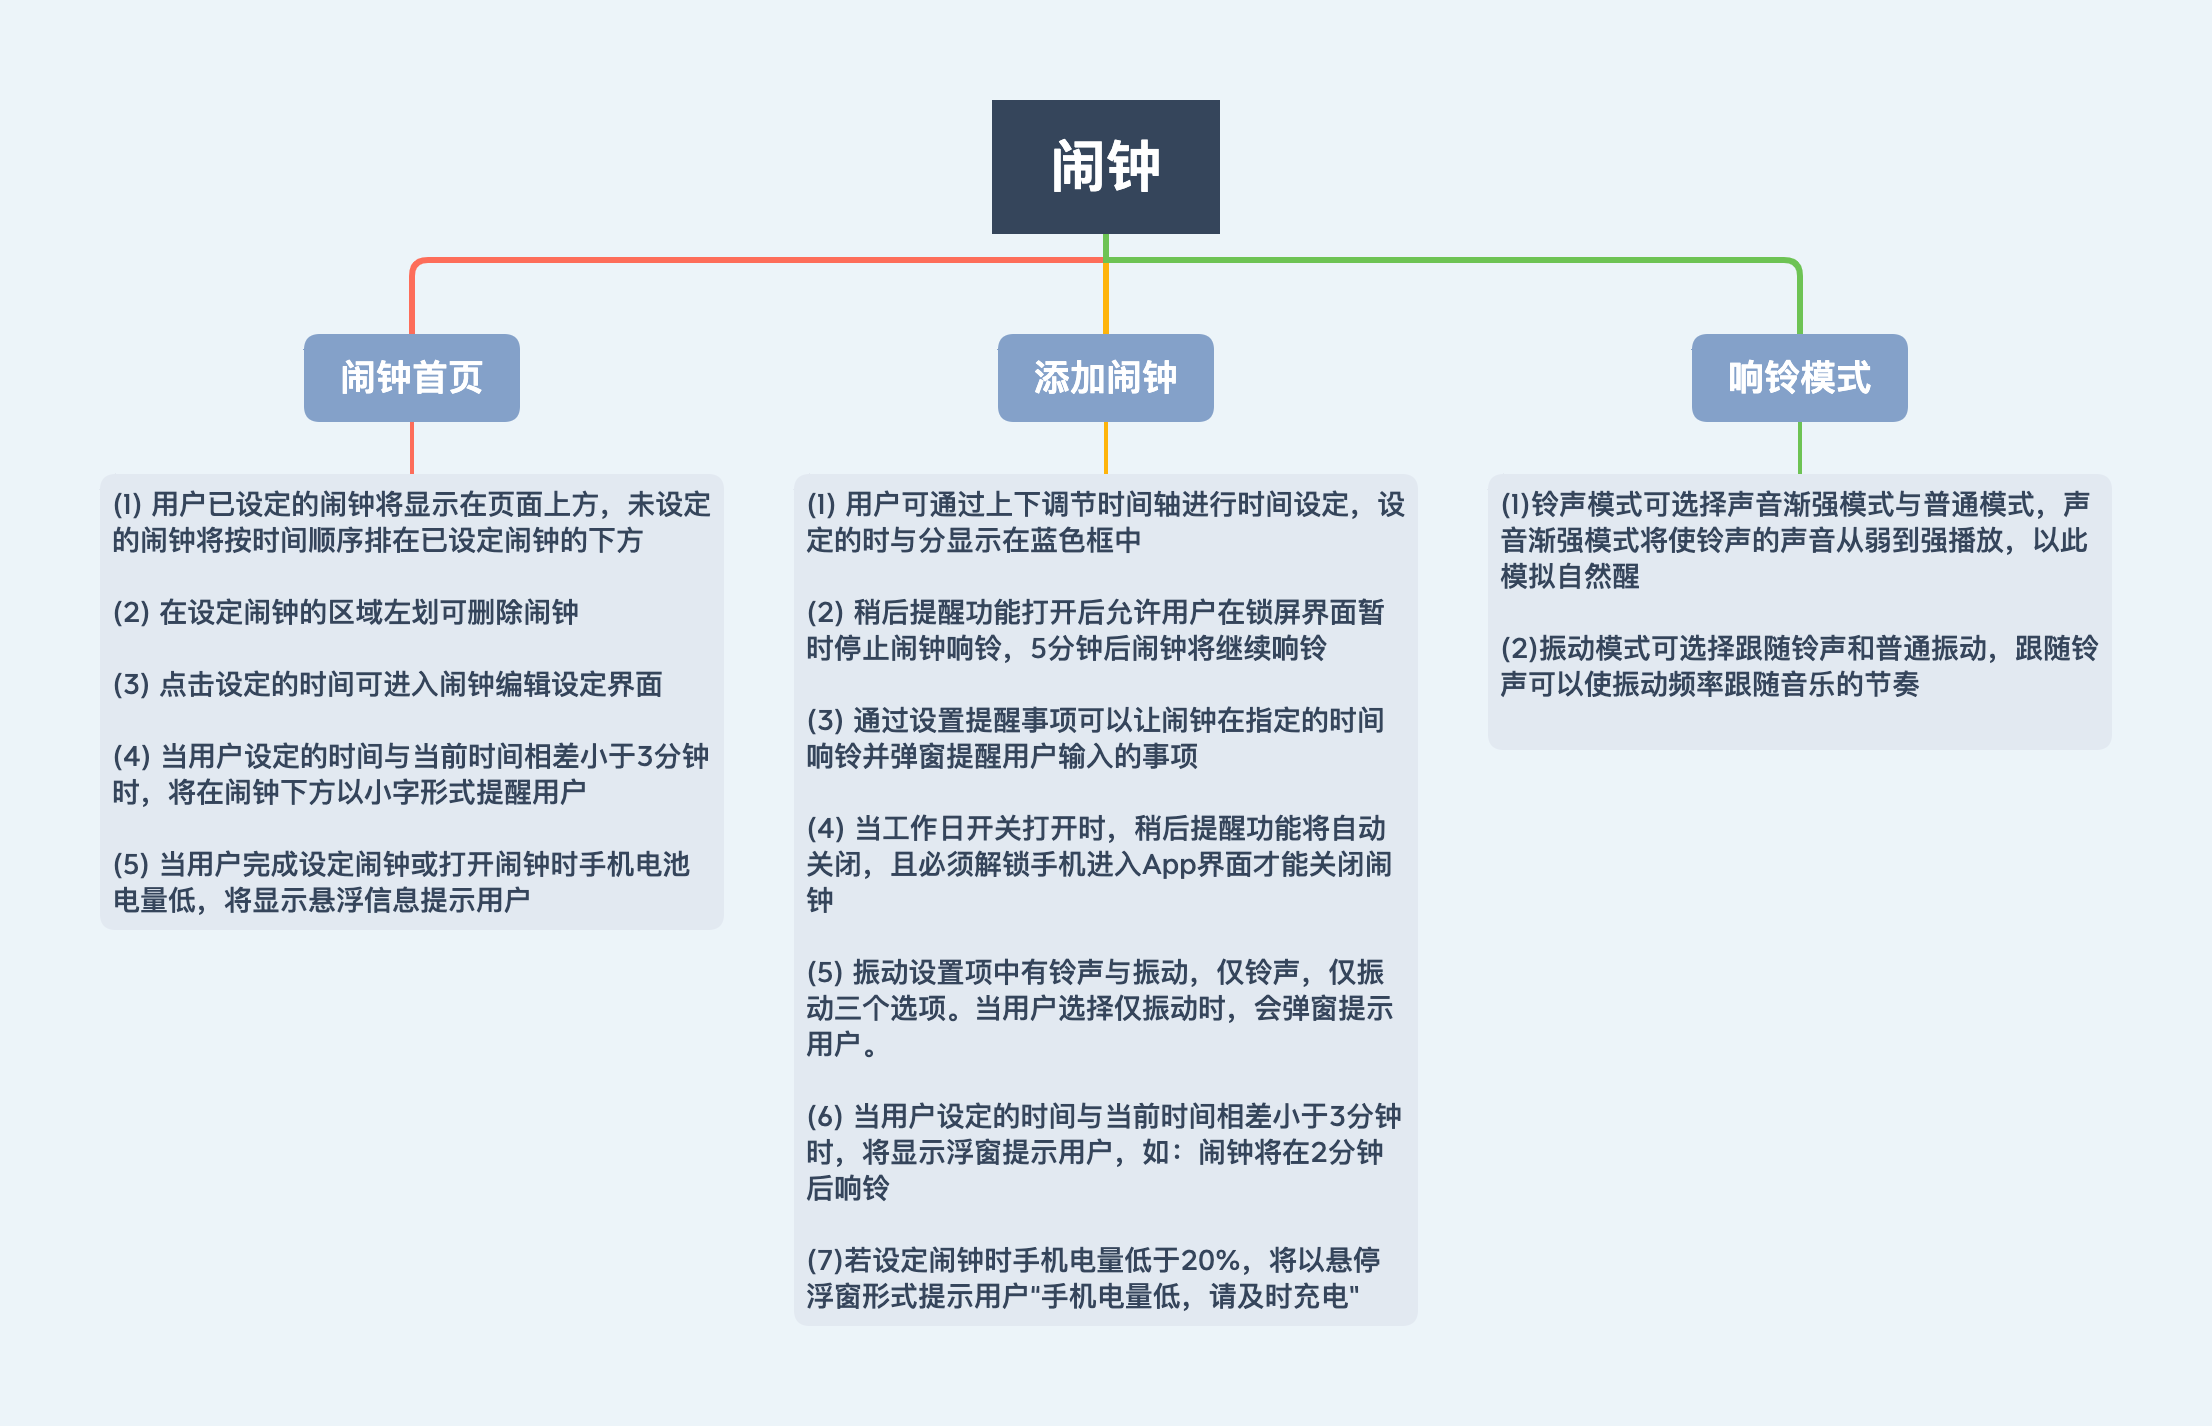 闹钟
闹钟首页
添加闹钟
响铃模式
(1) 用户已设定的闹钟将显示在页面上方，未设定
的闹钟将按时间顺序排在已设定闹钟的下方
(2) 在设定闹钟的区域左划可删除闹钟
(3) 点击设定的时间可进入闹钟编辑设定界面
(4) 当用户设定的时间与当前时间相差小于3分钟
时，将在闹钟下方以小字形式提醒用户
(5) 当用户完成设定闹钟或打开闹钟时手机电池
电量低，将显示悬浮信息提示用户
(1) 用户可通过上下调节时间轴进行时间设定，设
定的时与分显示在蓝色框中
(2) 稍后提醒功能打开后允许用户在锁屏界面暂
时停止闹钟响铃，5分钟后闹钟将继续响铃
(3) 通过设置提醒事项可以让闹钟在指定的时间
响铃并弹窗提醒用户输入的事项
(4) 当工作日开关打开时，稍后提醒功能将自动
关闭，且必须解锁手机进入App界面才能关闭闹
钟
(5) 振动设置项中有铃声与振动，仅铃声，仅振
动三个选项。当用户选择仅振动时，会弹窗提示
用户。
(6) 当用户设定的时间与当前时间相差小于3分钟
时，将显示浮窗提示用户，如：闹钟将在2分钟
后响铃
(7)若设定闹钟时手机电量低于20%，将以悬停
浮窗形式提示用户"手机电量低，请及时充电"
(1)铃声模式可选择声音渐强模式与普通模式，声
音渐强模式将使铃声的声音从弱到强播放，以此
模拟自然醒
(2)振动模式可选择跟随铃声和普通振动，跟随铃
声可以使振动频率跟随音乐的节奏